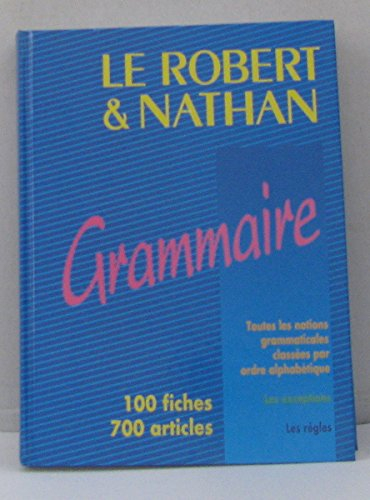 LE ROBERT
& NATHAN
Grammaire
Toutes les notions
grammaticales
classées par
ordre alphabétique
100 fiches
Les exceptions
700 articles
Les règles